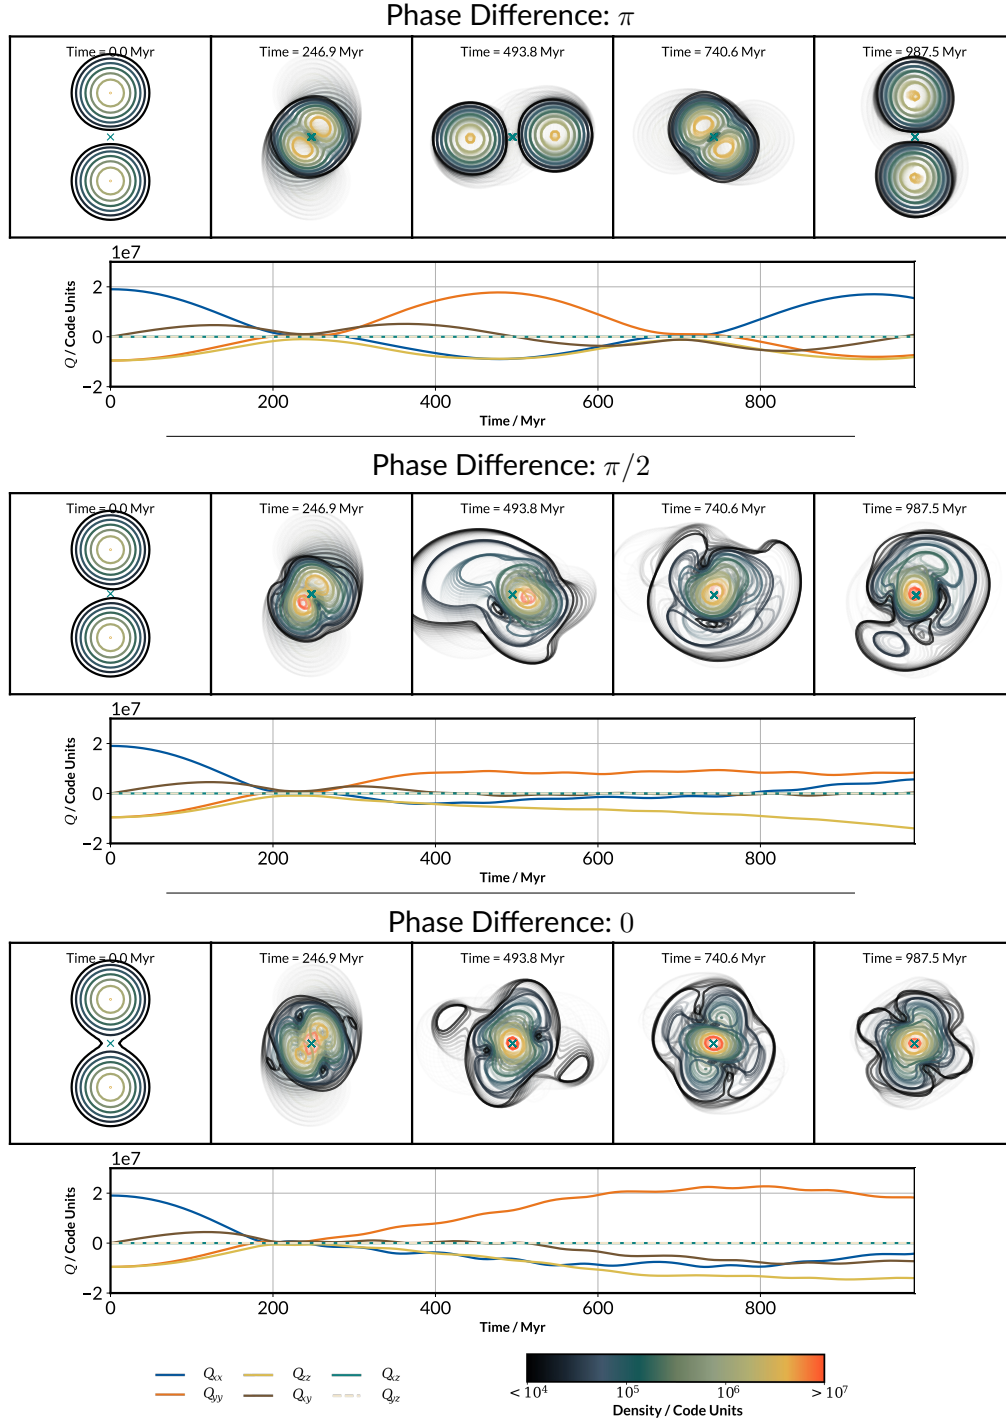 Phase Difference: π
Time = 0.0 Myr
Time = 246.9 Myr
Time = 493.8 Myr
Time = 740.6 Myr
Time = 987.5 Myr
1e7
2
0
−2
Q / Code Units
0 200 400 600 800
Time / Myr
Phase Difference: π/2
Time = 0.0 Myr
Time = 246.9 Myr
Time = 493.8 Myr
Time = 740.6 Myr
Time = 987.5 Myr
1e7
2
0
−2
Q / Code Units
0 200 400 600 800
Time / Myr
Phase Difference: 0
Time = 0.0 Myr
Time = 246.9 Myr
Time = 493.8 Myr
Time = 740.6 Myr
Time = 987.5 Myr
1e7
2
0
−2
Q / Code Units
0 200 400 600 800
Time / Myr
Qxx Qzz Qxz
Qyy Qxy Qyz
< 10⁴ 10⁵ 10⁶ > 10⁷
Density / Code Units